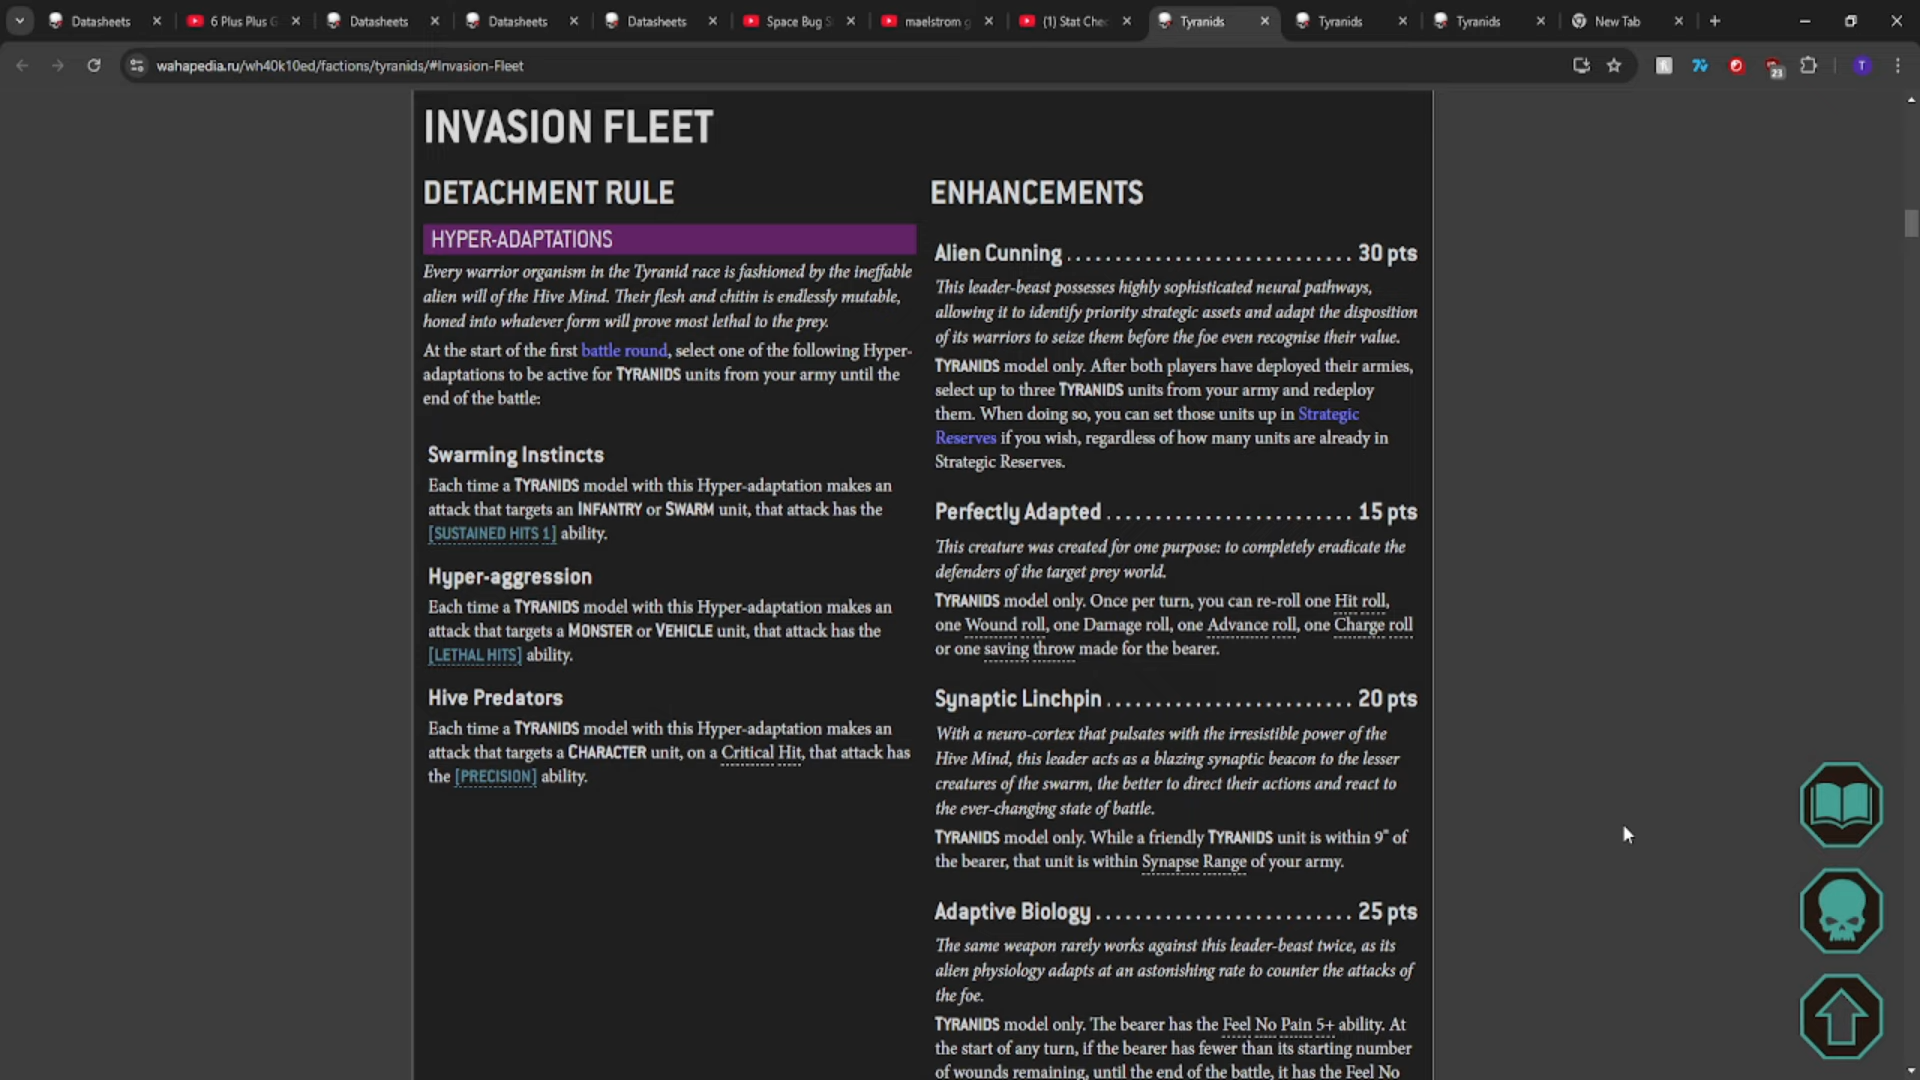 Datasheets
6 Plus Plus G
Datasheets
Datasheets
Datasheets
Space Bug S
maelstrom g
(1) Stat Chec
Tyranids
Tyranids
Tyranids
New Tab
wahapedia.ru/wh40k10ed/factions/tyranids/#Invasion-Fleet
23
T
INVASION FLEET
DETACHMENT RULE
HYPER-ADAPTATIONS
Every warrior organism in the Tyranid race is fashioned by the ineffable
alien will of the Hive Mind. Their flesh and chitin is endlessly mutable,
honed into whatever form will prove most lethal to the prey.
At the start of the first battle round, select one of the following Hyper-
adaptations to be active for TYRANIDS units from your army until the
end of the battle:
Swarming Instincts
Each time a TYRANIDS model with this Hyper-adaptation makes an
attack that targets an INFANTRY or SWARM unit, that attack has the
[SUSTAINED HITS 1] ability.
Hyper-aggression
Each time a TYRANIDS model with this Hyper-adaptation makes an
attack that targets a MONSTER or VEHICLE unit, that attack has the
[LETHAL HITS] ability.
Hive Predators
Each time a TYRANIDS model with this Hyper-adaptation makes an
attack that targets a CHARACTER unit, on a Critical Hit, that attack has
the [PRECISION] ability.
ENHANCEMENTS
Alien Cunning . . . . . . . . . . . . . . . . . . . . . . . . . . . . 30 pts
This leader-beast possesses highly sophisticated neural pathways,
allowing it to identify priority strategic assets and adapt the disposition
of its warriors to seize them before the foe even recognise their value.
TYRANIDS model only. After both players have deployed their armies,
select up to three TYRANIDS units from your army and redeploy
them. When doing so, you can set those units up in Strategic
Reserves if you wish, regardless of how many units are already in
Strategic Reserves.
Perfectly Adapted . . . . . . . . . . . . . . . . . . . . . . . . 15 pts
This creature was created for one purpose: to completely eradicate the
defenders of the target prey world.
TYRANIDS model only. Once per turn, you can re-roll one Hit roll,
one Wound roll, one Damage roll, one Advance roll, one Charge roll
or one saving throw made for the bearer.
Synaptic Linchpin . . . . . . . . . . . . . . . . . . . . . . . . 20 pts
With a neuro-cortex that pulsates with the irresistible power of the
Hive Mind, this leader acts as a blazing synaptic beacon to the lesser
creatures of the swarm, the better to direct their actions and react to
the ever-changing state of battle.
TYRANIDS model only. While a friendly TYRANIDS unit is within 9" of
the bearer, that unit is within Synapse Range of your army.
Adaptive Biology . . . . . . . . . . . . . . . . . . . . . . . . . 25 pts
The same weapon rarely works against this leader-beast twice, as its
alien physiology adapts at an astonishing rate to counter the attacks of
the foe.
TYRANIDS model only. The bearer has the Feel No Pain 5+ ability. At
the start of any turn, if the bearer has fewer than its starting number
of wounds remaining, until the end of the battle, it has the Feel No